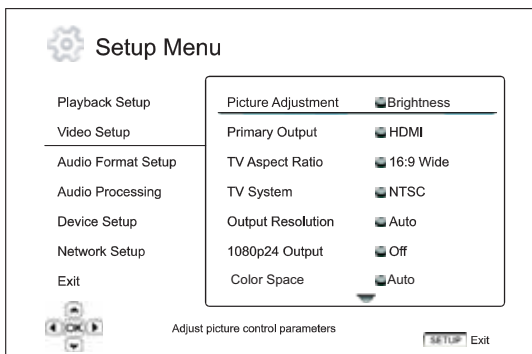 Setup Menu
Playback Setup
Video Setup
Audio Format Setup
Audio Processing
Device Setup
Network Setup
Exit
Picture Adjustment Brightness
Primary Output HDMI
TV Aspect Ratio 16:9 Wide
TV System NTSC
Output Resolution Auto
1080p24 Output Off
Color Space Auto
OK
Adjust picture control parameters
SETUP Exit